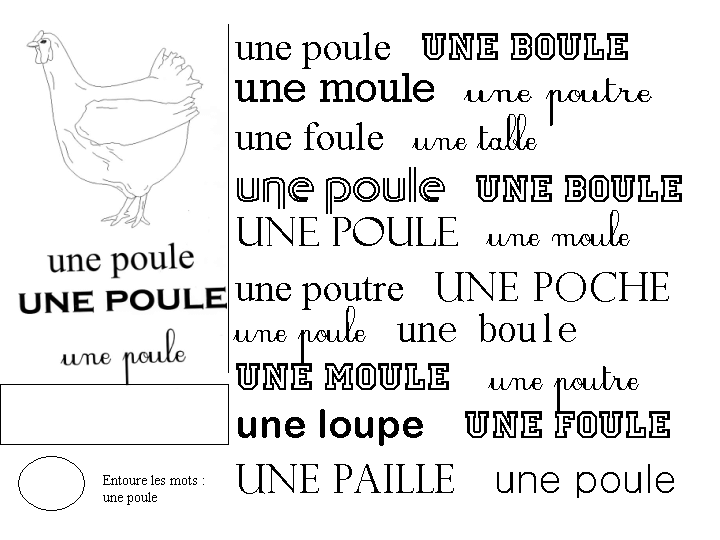 une poule
UNE POULE
une poule
Entoure les mots :
une poule
une poule UNE BOULE
une moule une poutre
une foule une table
une poule UNE BOULE
UNE POULE une moule
une poutre UNE POCHE
une poule une boule
UNE MOULE une poutre
une loupe UNE FOULE
UNE PAILLE une poule